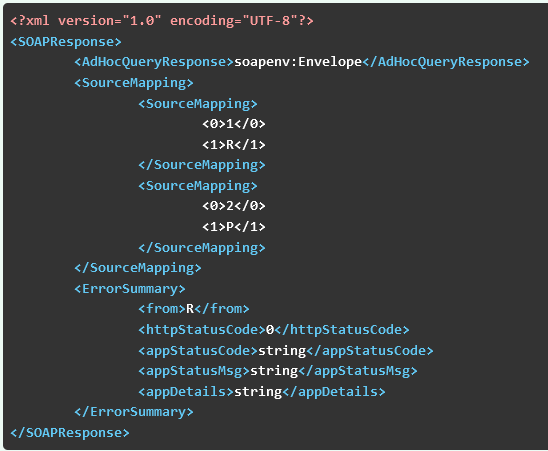 <?xml version="1.0" encoding="UTF-8"?>
<SOAPResponse>
<AdHocQueryResponse>soapenv:Envelope</AdHocQueryResponse>
<SourceMapping>
<SourceMapping>
<0>1</0>
<1>R</1>
</SourceMapping>
<SourceMapping>
<0>2</0>
<1>P</1>
</SourceMapping>
</SourceMapping>
<ErrorSummary>
<from>R</from>
<httpStatusCode>0</httpStatusCode>
<appStatusCode>string</appStatusCode>
<appStatusMsg>string</appStatusMsg>
<appDetails>string</appDetails>
</ErrorSummary>
</SOAPResponse>